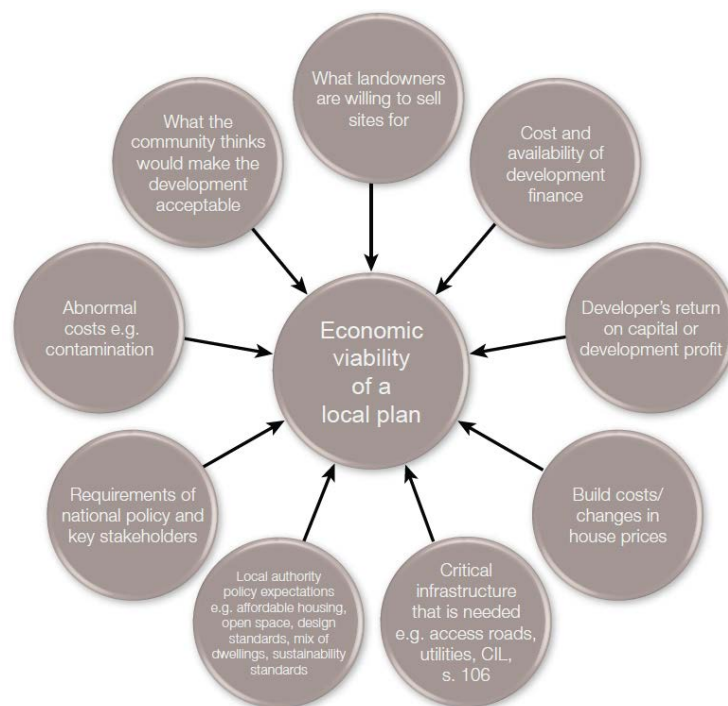 What landowners
are willing to sell
sites for
Cost and
availability of
development
finance
Developer's return
on capital or
development profit
Build costs/
changes in
house prices
Critical
infrastructure
that is needed
e.g. access roads,
utilities, CIL,
s. 106
Local authority
policy expectations
e.g. affordable housing,
open space, design
standards, mix of
dwellings, sustainability
standards
Requirements of
national policy and
key stakeholders
Abnormal
costs e.g.
contamination
What the
community thinks
would make the
development
acceptable
Economic
viability
of a
local plan